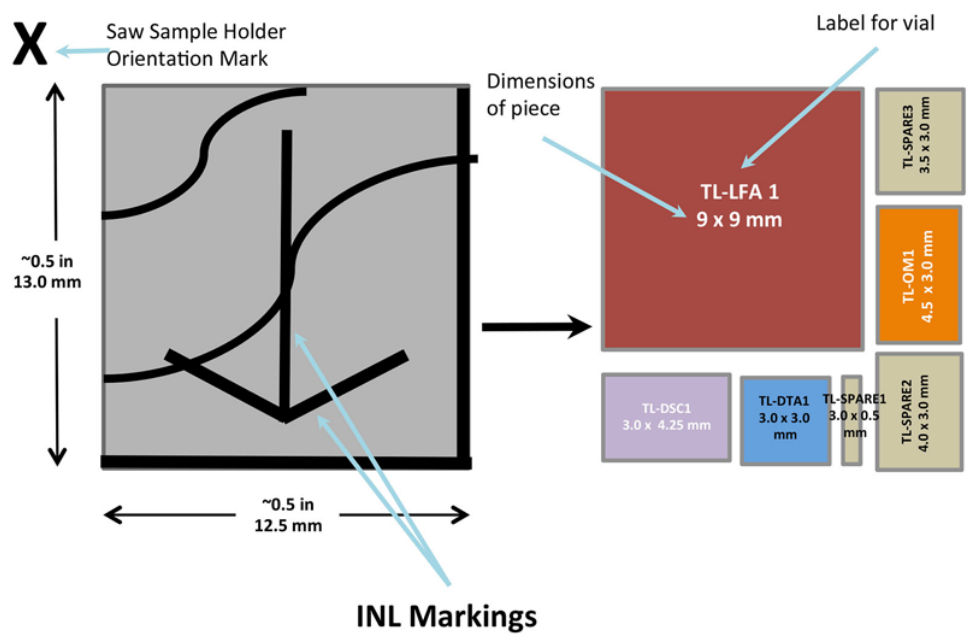 X
Saw Sample Holder
Orientation Mark
Label for vial
Dimensions
of piece
~0.5 in
13.0 mm
TL-LFA 1
9 x 9 mm
TL-SPARE3
3.5 x 3.0 mm
TL-OM1
4.5 x 3.0 mm
TL-DSC1
3.0 x 4.25 mm
TL-DTA1
3.0 x 3.0
mm
TL-SPARE1
3.0 x 0.5
mm
TL-SPARE2
4.0 x 3.0 mm
~0.5 in
12.5 mm
INL Markings